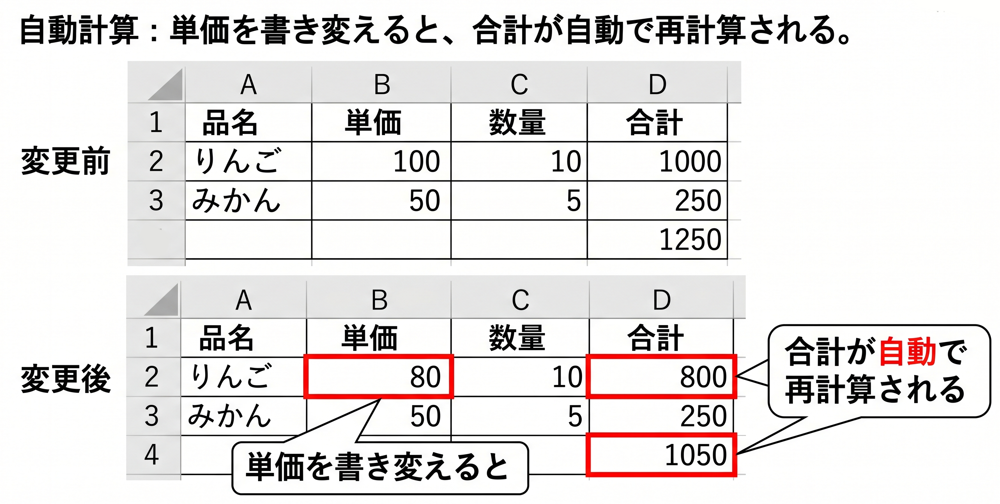 自動計算：単価を書き変えると、合計が自動で再計算される。
変更前
A B C D
1 品名 単価 数量 合計
2 りんご 100 10 1000
3 みかん 50 5 250
1250
変更後
A B C D
1 品名 単価 数量 合計
2 りんご 80 10 800
3 みかん 50 5 250
4 1050
単価を書き変えると
合計が自動で
再計算される